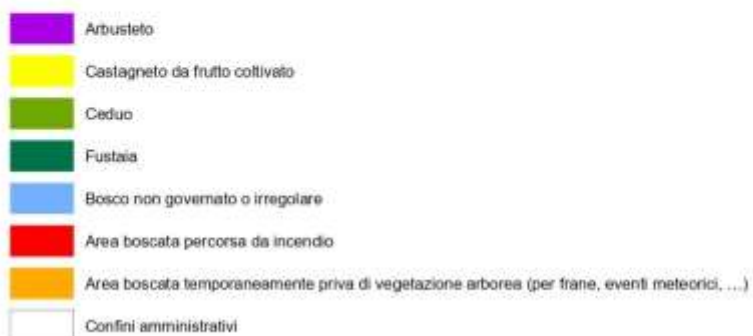 Arbusteto
Castagneto da frutto coltivato
Ceduo
Fustaia
Bosco non governato o irregolare
Area boscata percorsa da incendio
Area boscata temporaneamente priva di vegetazione arborea (per frane, eventi meteorici, ...)
Confini amministrativi